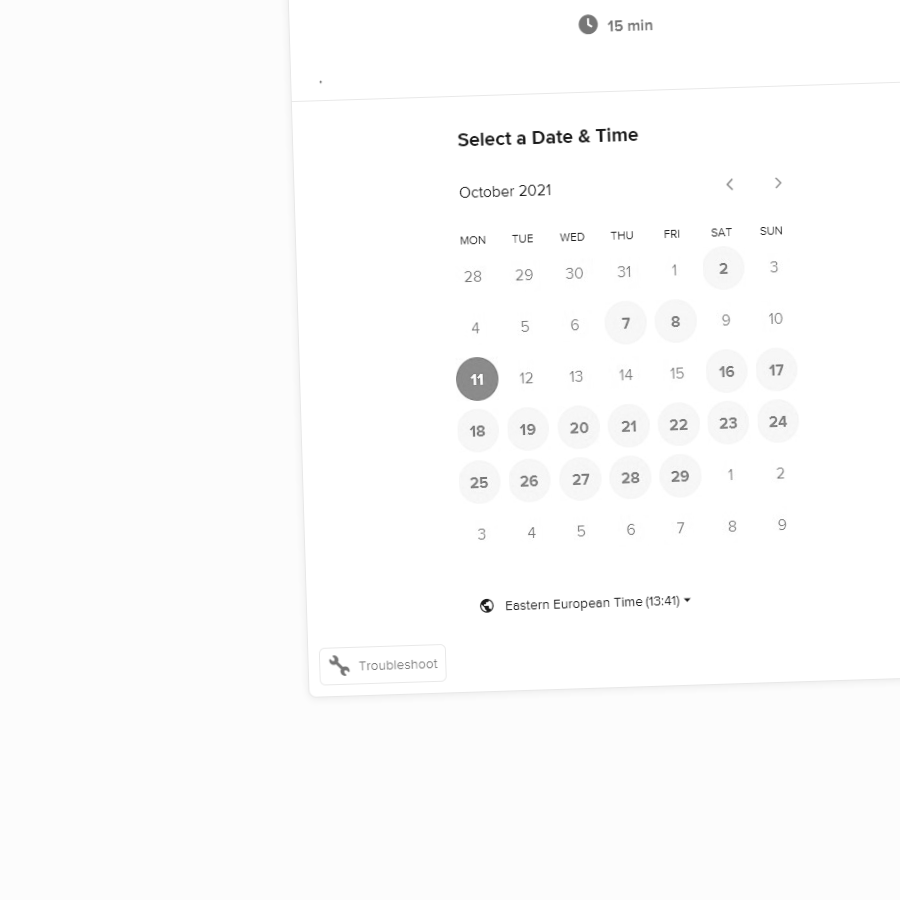 15 min
.
Select a Date & Time
October 2021
MON TUE WED THU FRI SAT SUN
28 29 30 31 1 2 3
4 5 6 7 8 9 10
11 12 13 14 15 16 17
18 19 20 21 22 23 24
25 26 27 28 29 1 2
3 4 5 6 7 8 9
Eastern European Time (13:41)
Troubleshoot